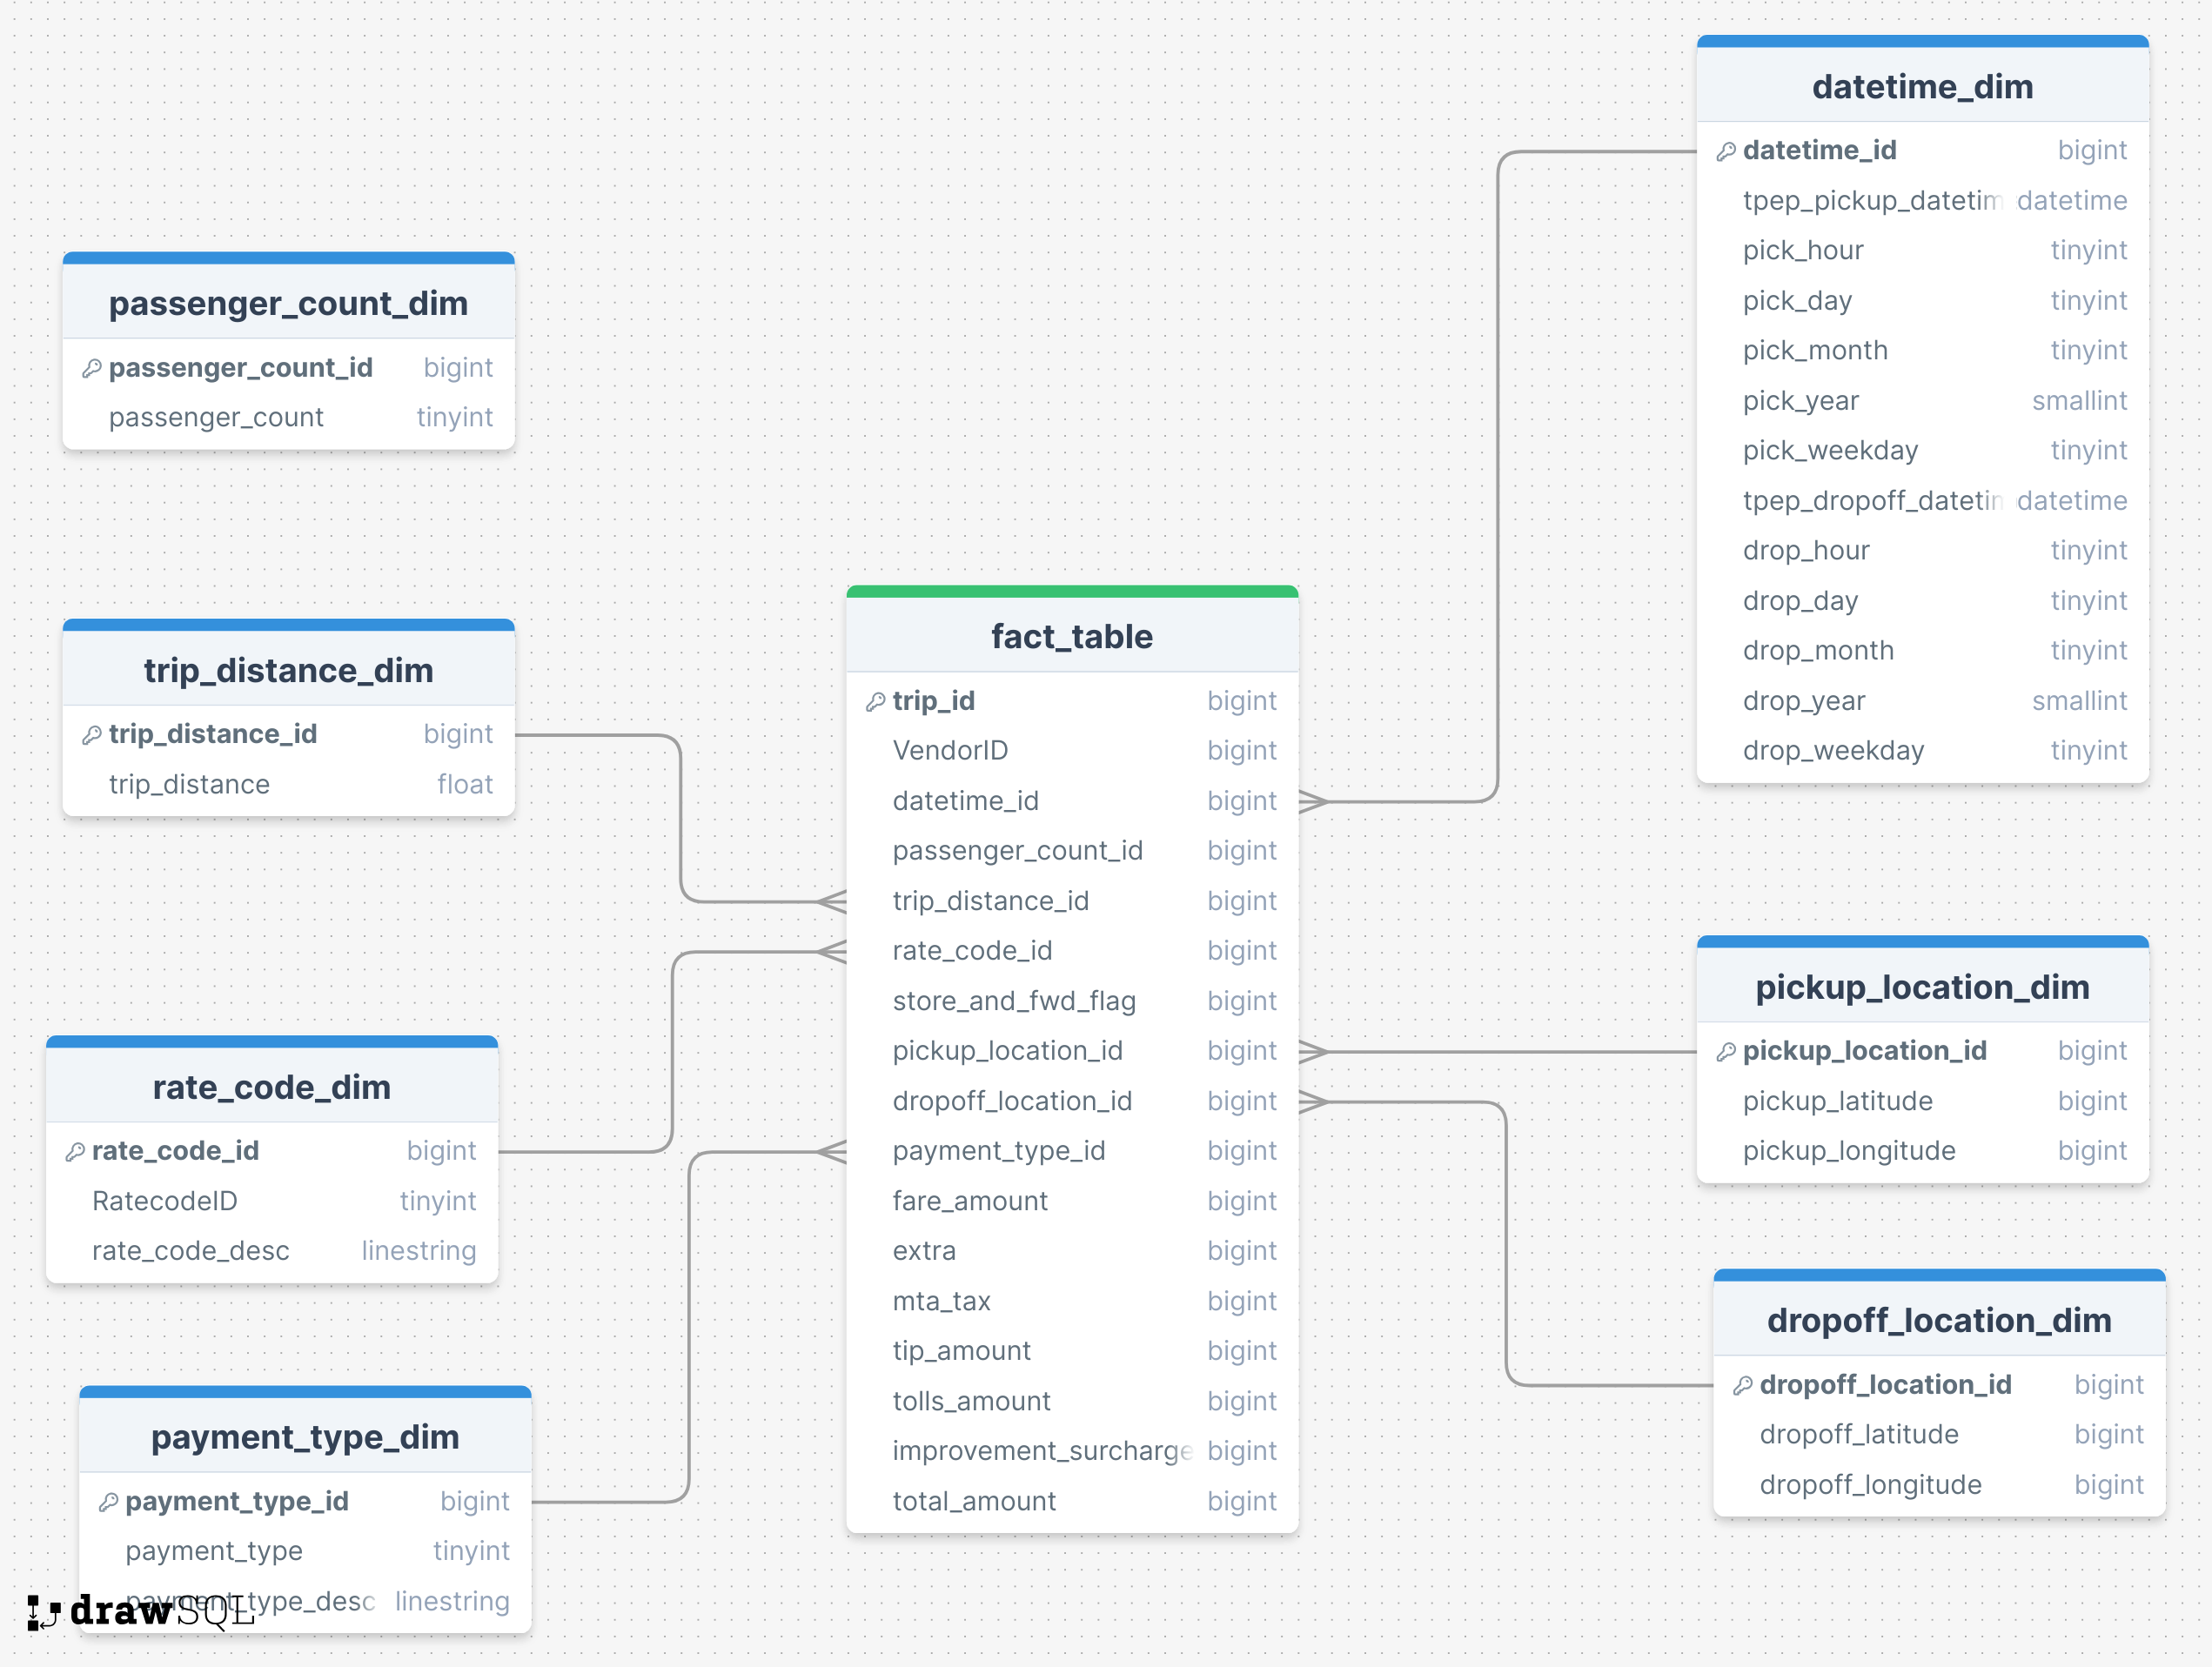 passenger_count_dim
passenger_count_id bigint
passenger_count tinyint
trip_distance_dim
trip_distance_id bigint
trip_distance float
rate_code_dim
rate_code_id bigint
RatecodeID tinyint
rate_code_desc linestring
payment_type_dim
payment_type_id bigint
payment_type tinyint
payment_type_desc linestring
drawSQL
fact_table
trip_id bigint
VendorID bigint
datetime_id bigint
passenger_count_id bigint
trip_distance_id bigint
rate_code_id bigint
store_and_fwd_flag bigint
pickup_location_id bigint
dropoff_location_id bigint
payment_type_id bigint
fare_amount bigint
extra bigint
mta_tax bigint
tip_amount bigint
tolls_amount bigint
improvement_surcharge bigint
total_amount bigint
datetime_dim
datetime_id bigint
tpep_pickup_datetim datetime
pick_hour tinyint
pick_day tinyint
pick_month tinyint
pick_year smallint
pick_weekday tinyint
tpep_dropoff_datetin datetime
drop_hour tinyint
drop_day tinyint
drop_month tinyint
drop_year smallint
drop_weekday tinyint
pickup_location_dim
pickup_location_id bigint
pickup_latitude bigint
pickup_longitude bigint
dropoff_location_dim
dropoff_location_id bigint
dropoff_latitude bigint
dropoff_longitude bigint